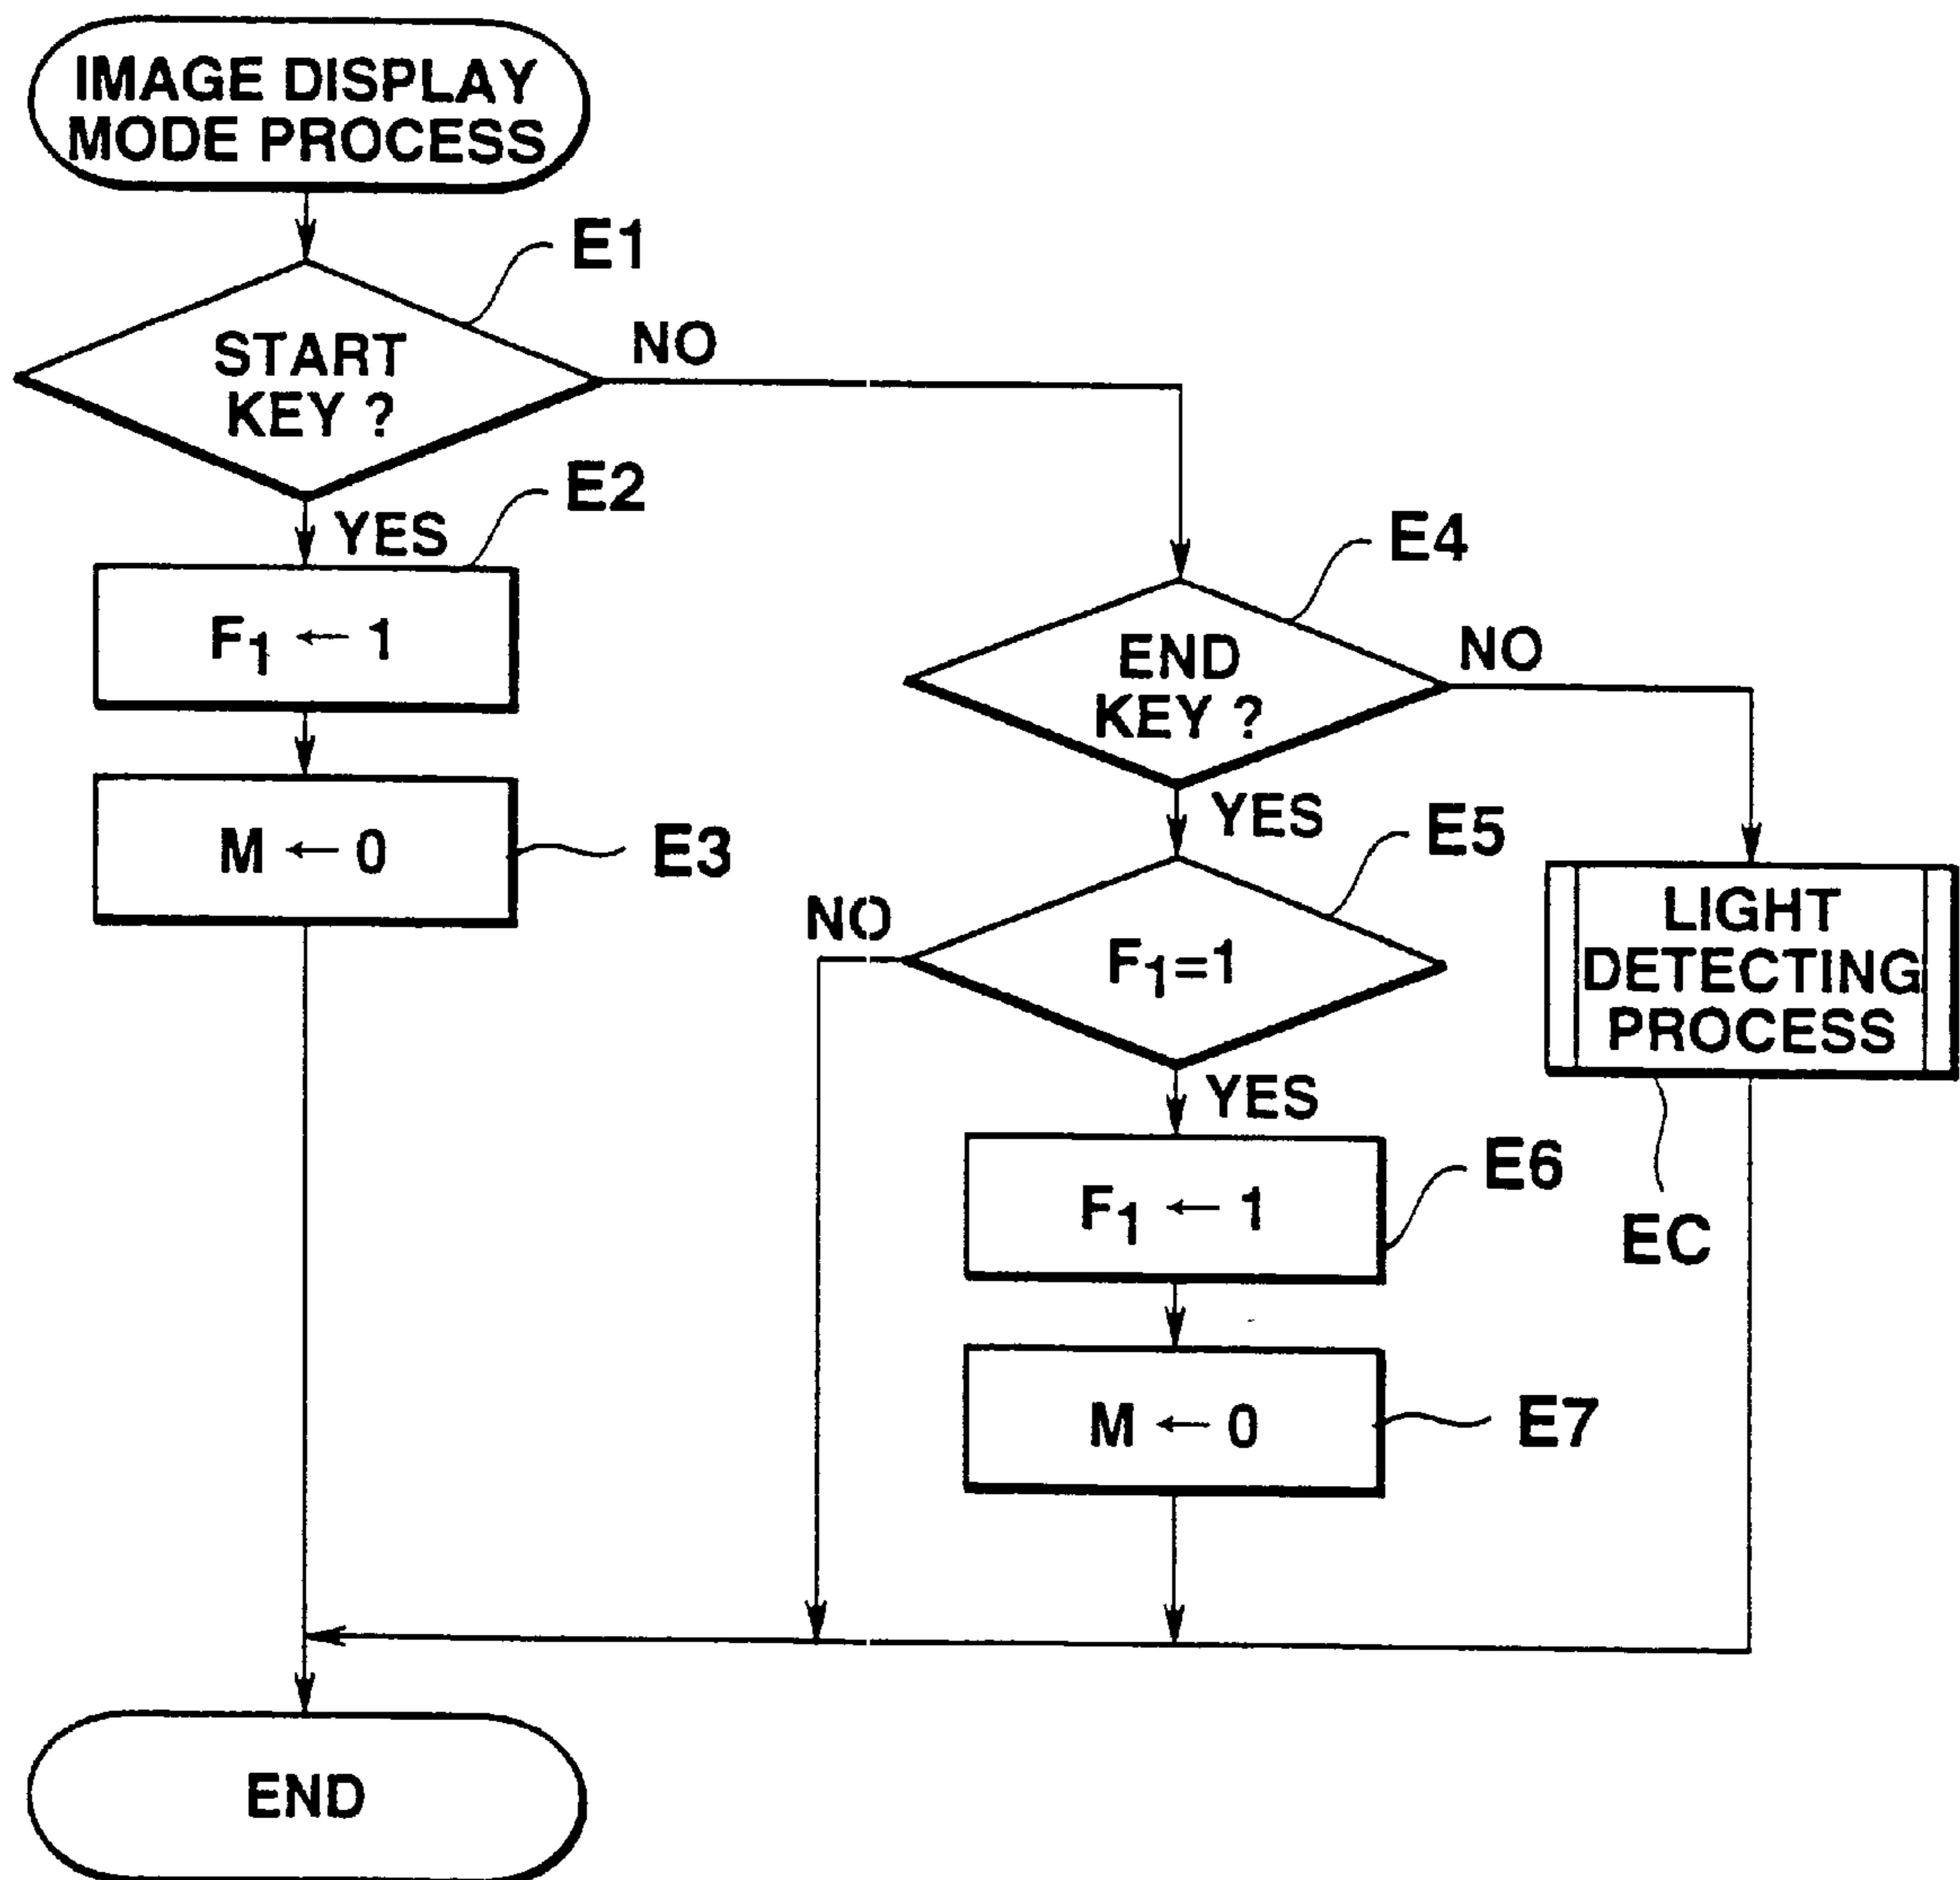 IMAGE DISPLAY
MODE PROCESS
E1
START
KEY ?
NO
YES
E2
F₁ ← 1
M ← 0
E3
E4
END
KEY ?
NO
YES
E5
NO
F₁=1
YES
LIGHT
DETECTING
PROCESS
EC
F₁ ← 1
E6
M ← 0
E7
END